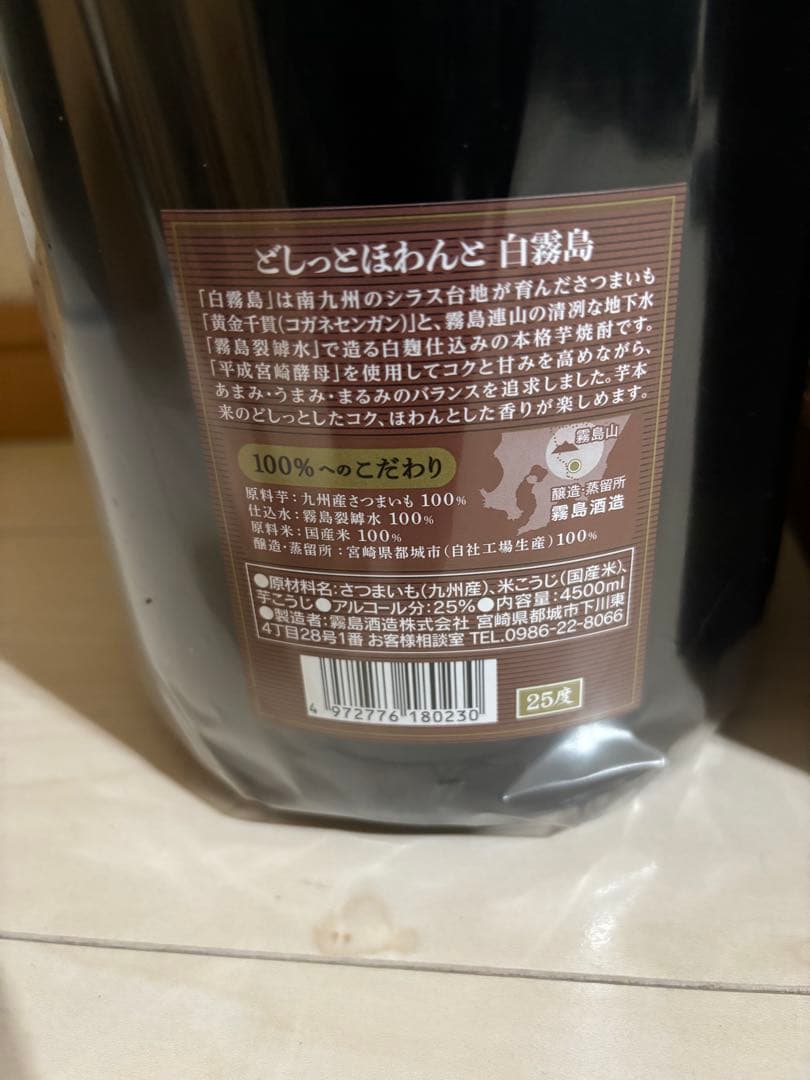 どしっとほわんと 白霧島
「白霧島」は南九州のシラス台地が育んださつまいも
「黄金千貫(コガネセンガン)」と、霧島連山の清冽な地下水
「霧島裂罅水」で造る白麹仕込みの本格芋焼酎です。
「平成宮崎酵母」を使用してコクと甘みを高めながら、
あまみ・うまみ・まるみのバランスを追求しました。芋本
来のどしっとしたコク、ほわんとした香りが楽しめます。
100%へのこだわり
原料芋：九州産さつまいも 100%
仕込水：霧島裂罅水 100%
原料米：国産米 100%
醸造・蒸留所：宮崎県都城市(自社工場生産)100%
霧島山
醸造・蒸留所
霧島酒造
●原材料名：さつまいも(九州産)、米こうじ(国産米)、
芋こうじ●アルコール分：25%●内容量：4500ml
●製造者：霧島酒造株式会社 宮崎県都城市下川東
4丁目28号1番 お客様相談室 TEL.0986-22-8066
4 972776 180230
25度